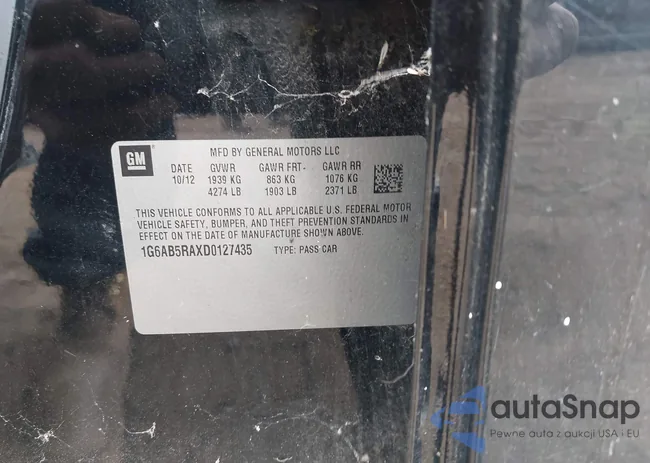 GM
MFD BY GENERAL MOTORS LLC
DATE GVWR GAWR FRT- GAWR RR
10/12 1939 KG 863 KG 1076 KG
4274 LB 1903 LB 2371 LB
THIS VEHICLE CONFORMS TO ALL APPLICABLE U.S. FEDERAL MOTOR
VEHICLE SAFETY, BUMPER, AND THEFT PREVENTION STANDARDS IN
EFFECT ON THE DATE OF MANUFACTURE SHOWN ABOVE.
1G6AB5RAXD0127435 TYPE: PASS CAR
autaSnap
Pewne auta z aukcji USA i EU